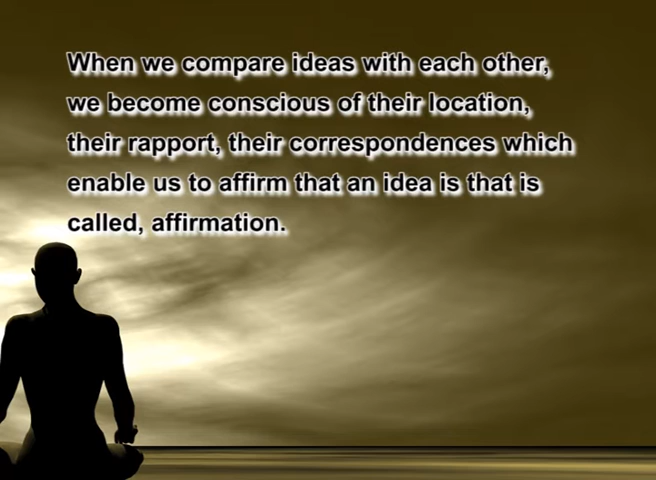 When we compare ideas with each other,
we become conscious of their location,
their rapport, their correspondences which
enable us to affirm that an idea is that is
called, affirmation.